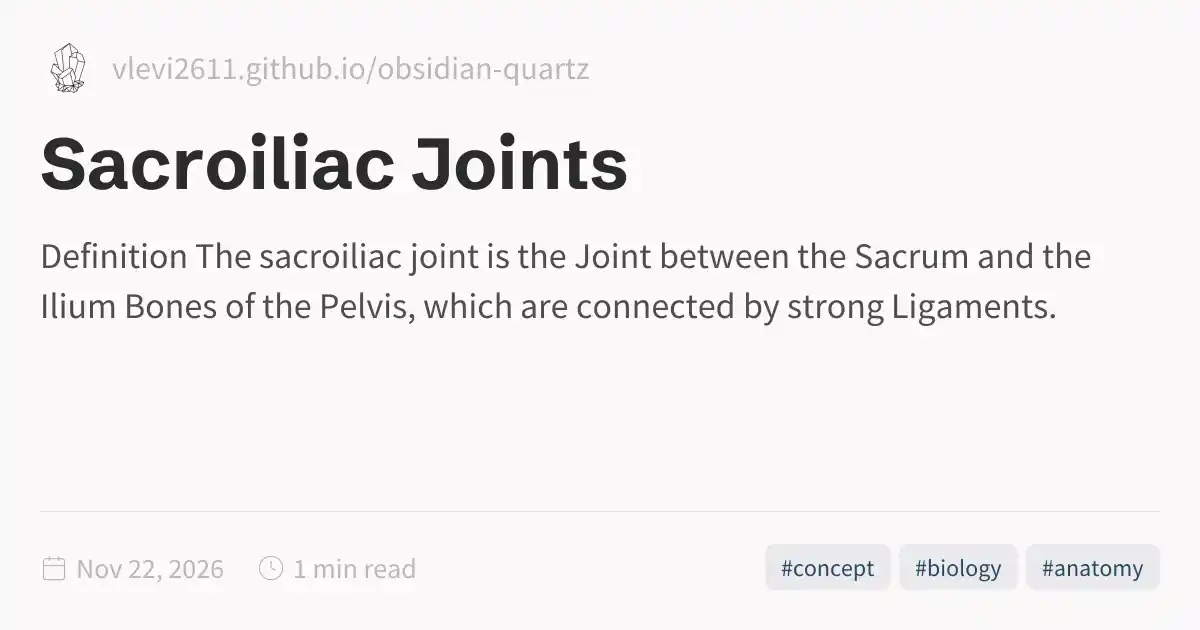 vlevi2611.github.io/obsidian-quartz
Sacroiliac Joints
Definition The sacroiliac joint is the Joint between the Sacrum and the
Ilium Bones of the Pelvis, which are connected by strong Ligaments.
Nov 22, 2026 1 min read #concept #biology #anatomy